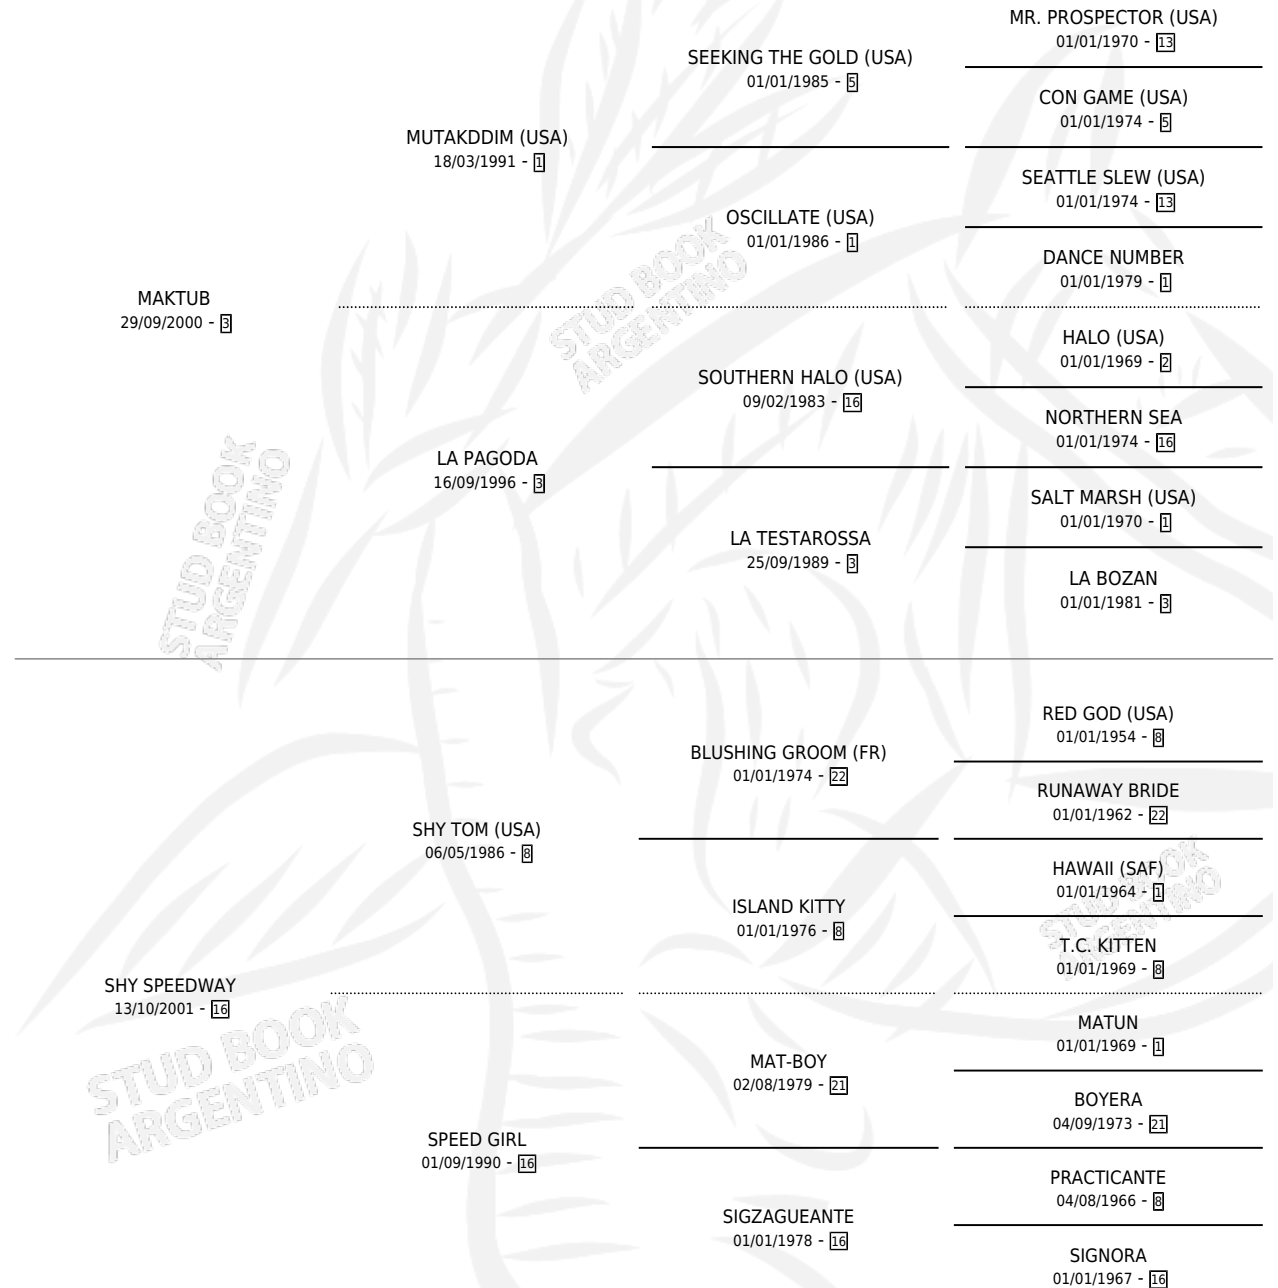 MR. PROSPECTOR (USA)
01/01/1970 - 13
SEEKING THE GOLD (USA)
01/01/1985 - 5
CON GAME (USA)
01/01/1974 - 5
MUTAKDDIM (USA)
18/03/1991 - 1
SEATTLE SLEW (USA)
01/01/1974 - 13
OSCILLATE (USA)
01/01/1986 - 1
DANCE NUMBER
01/01/1979 - 1
MAKTUB
29/09/2000 - 3
STUD BOOK
ARGENTINO
HALO (USA)
01/01/1969 - 2
SOUTHERN HALO (USA)
09/02/1983 - 16
NORTHERN SEA
01/01/1974 - 16
LA PAGODA
16/09/1996 - 3
SALT MARSH (USA)
01/01/1970 - 1
LA TESTAROSSA
25/09/1989 - 3
LA BOZAN
01/01/1981 - 3
STUD BOOK
ARGENTINO
RED GOD (USA)
01/01/1954 - 8
BLUSHING GROOM (FR)
01/01/1974 - 22
RUNAWAY BRIDE
01/01/1962 - 22
SHY TOM (USA)
06/05/1986 - 8
HAWAII (SAF)
01/01/1964 - 1
ISLAND KITTY
01/01/1976 - 8
T.C. KITTEN
01/01/1969 - 8
STUD BOOK
ARGENTINO
SHY SPEEDWAY
13/10/2001 - 16
STUD BOOK
ARGENTINO
MATUN
01/01/1969 - 1
MAT-BOY
02/08/1979 - 21
BOYERA
04/09/1973 - 21
SPEED GIRL
01/09/1990 - 16
PRACTICANTE
04/08/1966 - 8
SIGZAGUEANTE
01/01/1978 - 16
SIGNORA
01/01/1967 - 16